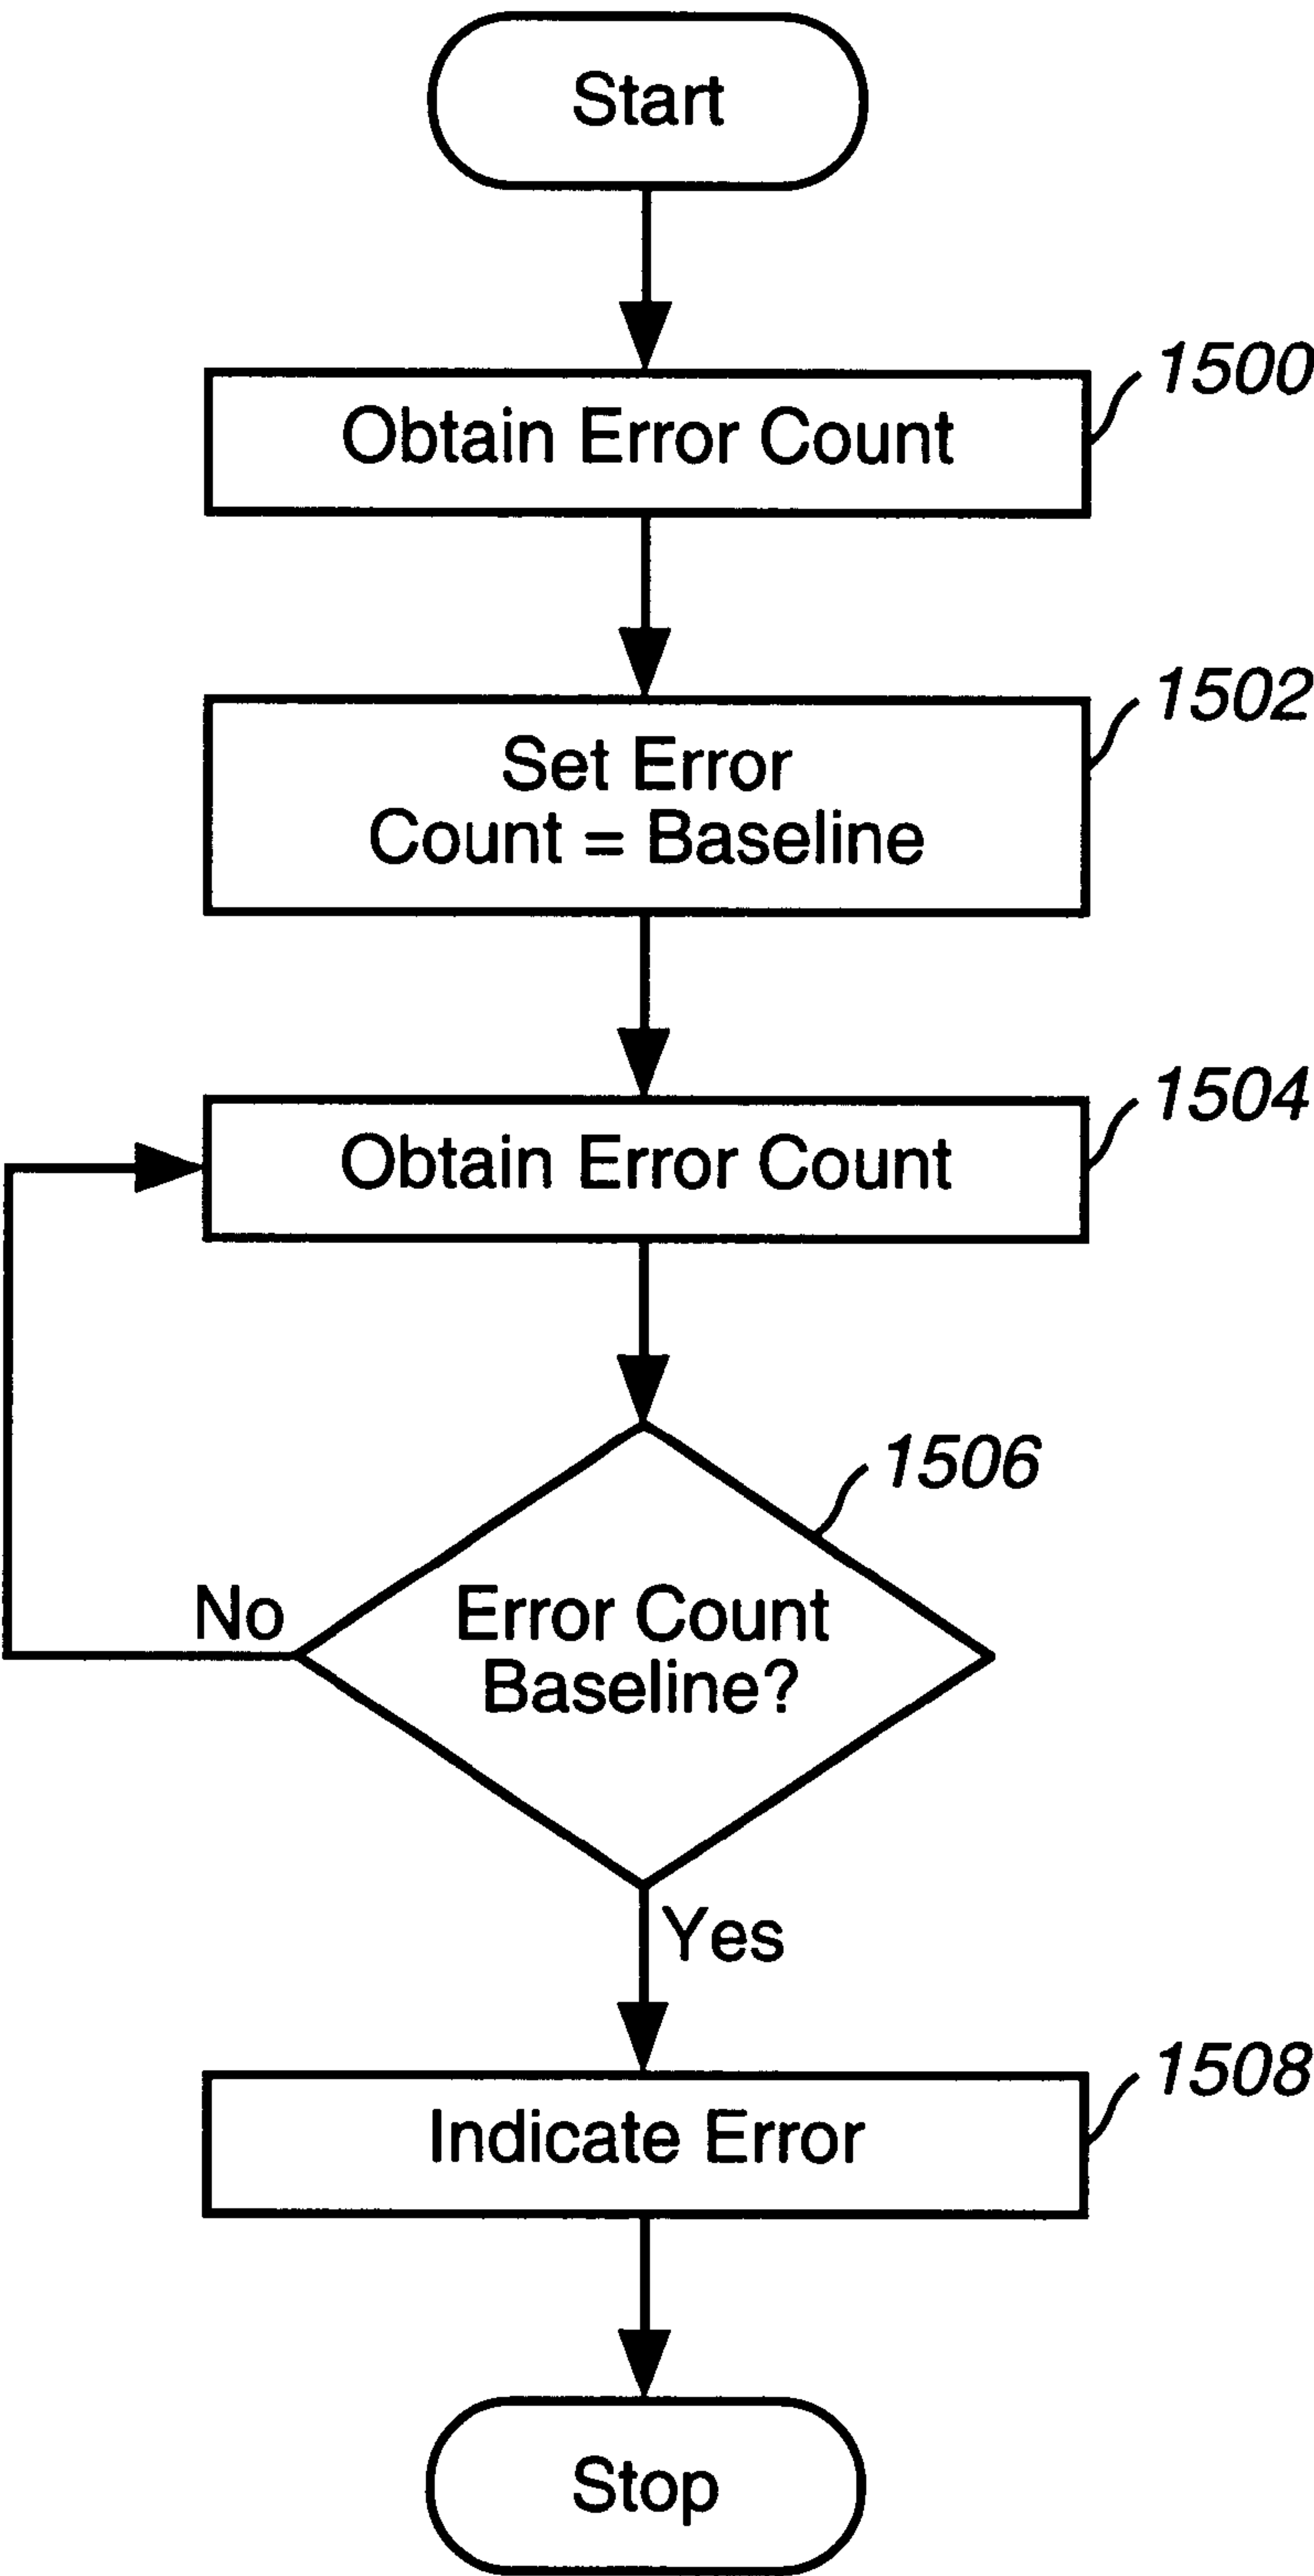 Start
1500
Obtain Error Count
1502
Set Error
Count = Baseline
1504
Obtain Error Count
1506
Error Count
Baseline?
No
Yes
1508
Indicate Error
Stop